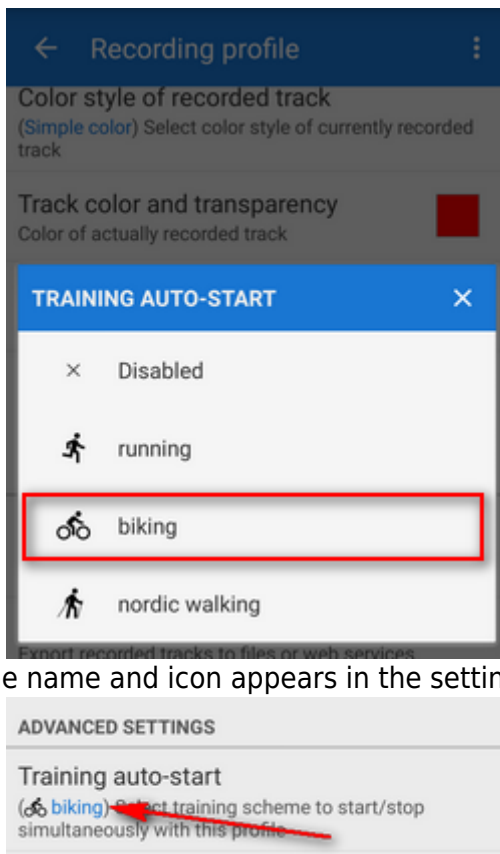 Recording profile
Color style of recorded track
(Simple color) Select color style of currently recorded
track
Track color and transparency
Color of actually recorded track
TRAINING AUTO-START
Disabled
running
biking
nordic walking
Export recorded tracks to files or web services
e name and icon appears in the settin
ADVANCED SETTINGS
Training auto-start
(biking) Select training scheme to start/stop
simultaneously with this profile